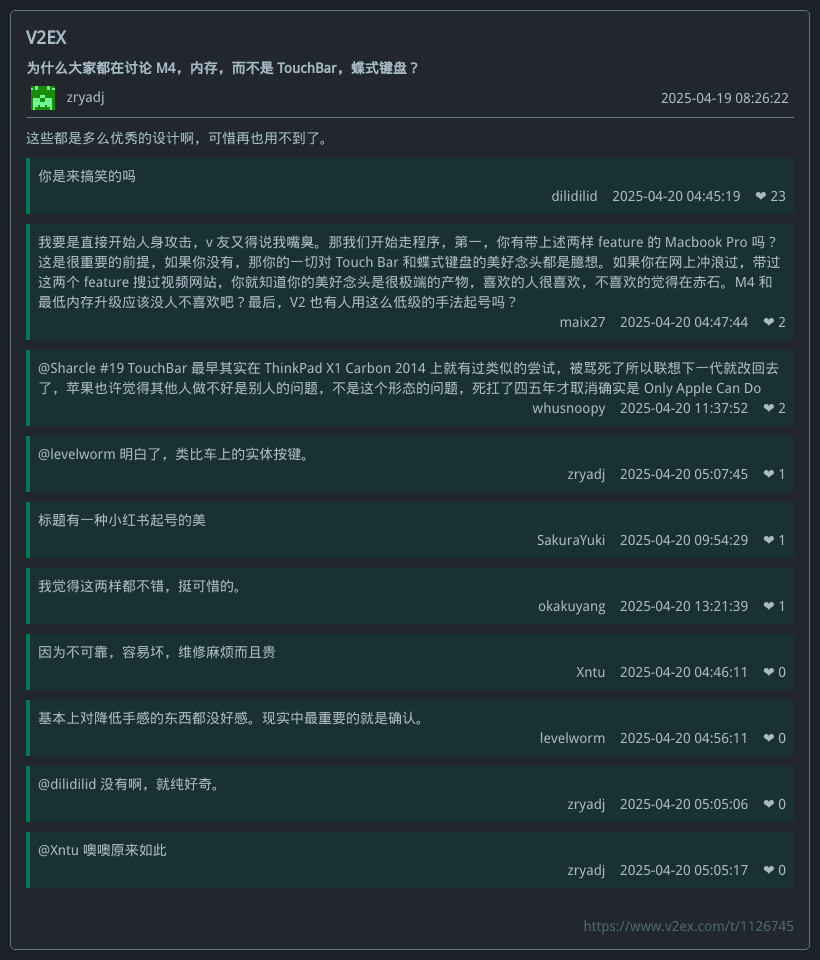 V2EX
为什么大家都在讨论 M4，内存，而不是 TouchBar，蝶式键盘？
zryadj
2025-04-19 08:26:22
这些都是多么优秀的设计啊，可惜再也用不到了。
你是来搞笑的吗
dilidilid 2025-04-20 04:45:19 ❤ 23
我要是直接开始人身攻击，v 友又得说我嘴臭。那我们开始走程序，第一，你有带上述两样 feature 的 Macbook Pro 吗？
这是很重要的前提，如果你没有，那你的一切对 Touch Bar 和蝶式键盘的美好念头都是臆想。如果你在网上冲浪过，带过
这两个 feature 搜过视频网站，你就知道你的美好念头是很极端的产物，喜欢的人很喜欢，不喜欢的觉得在赤石。M4 和
最低内存升级应该没人不喜欢吧？最后，V2 也有人用这么低级的手法起号吗？
maix27 2025-04-20 04:47:44 ❤ 2
@Sharcle #19 TouchBar 最早其实在 ThinkPad X1 Carbon 2014 上就有过类似的尝试，被骂死了所以联想下一代就改回去
了，苹果也许觉得其他人做不好是别人的问题，不是这个形态的问题，死扛了四五年才取消确实是 Only Apple Can Do
whusnoopy 2025-04-20 11:37:52 ❤ 2
@levelworm 明白了，类比车上的实体按键。
zryadj 2025-04-20 05:07:45 ❤ 1
标题有一种小红书起号的美
SakuraYuki 2025-04-20 09:54:29 ❤ 1
我觉得这两样都不错，挺可惜的。
okakuyang 2025-04-20 13:21:39 ❤ 1
因为不可靠，容易坏，维修麻烦而且贵
Xntu 2025-04-20 04:46:11 ❤ 0
基本上对降低手感的东西都没好感。现实中最重要的就是确认。
levelworm 2025-04-20 04:56:11 ❤ 0
@dilidilid 没有啊，就纯好奇。
zryadj 2025-04-20 05:05:06 ❤ 0
@Xntu 噢噢原来如此
zryadj 2025-04-20 05:05:17 ❤ 0
https://www.v2ex.com/t/1126745